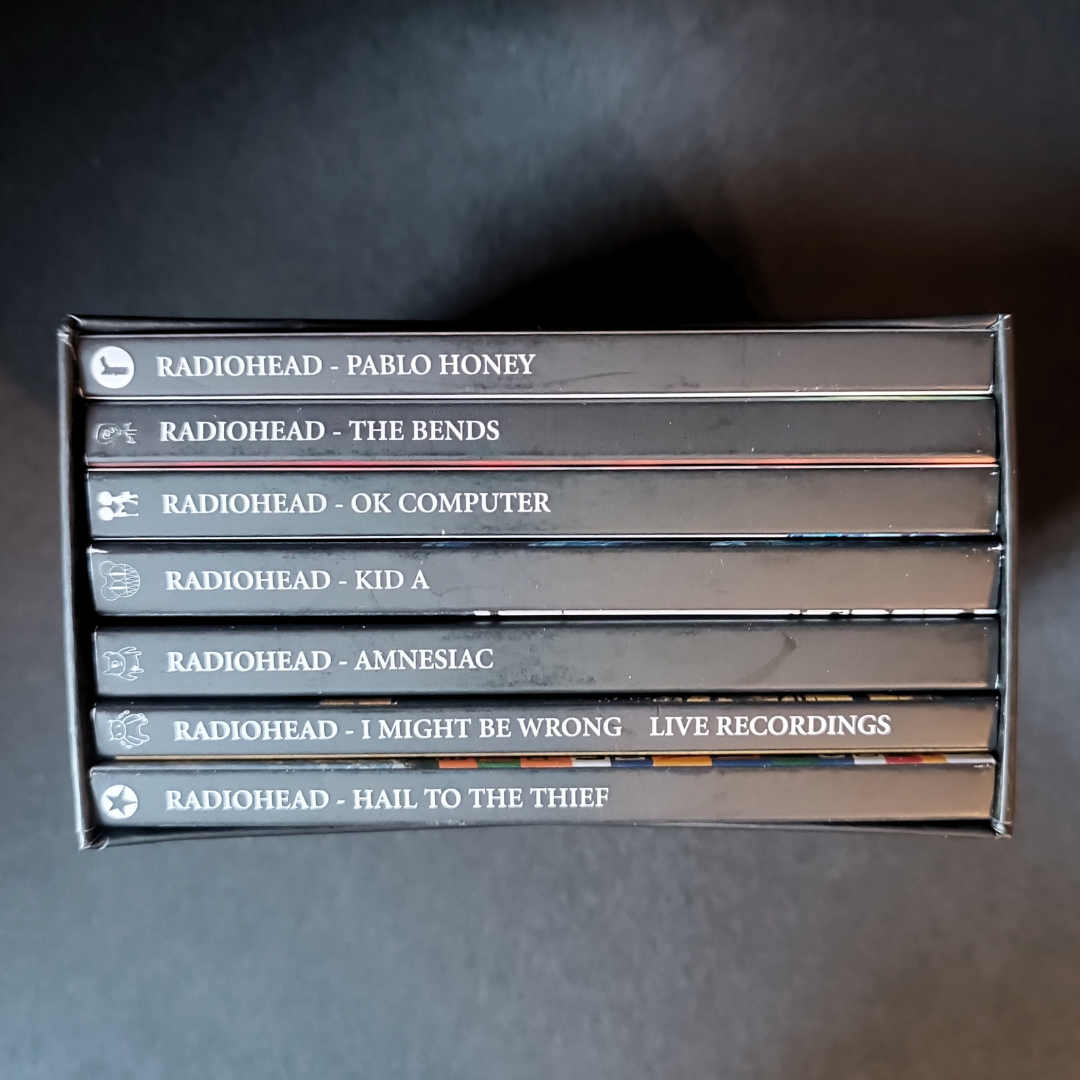 RADIOHEAD - PABLO HONEY
RADIOHEAD - THE BENDS
RADIOHEAD - OK COMPUTER
RADIOHEAD - KID A
RADIOHEAD - AMNESIAC
RADIOHEAD - I MIGHT BE WRONG LIVE RECORDINGS
RADIOHEAD - HAIL TO THE THIEF